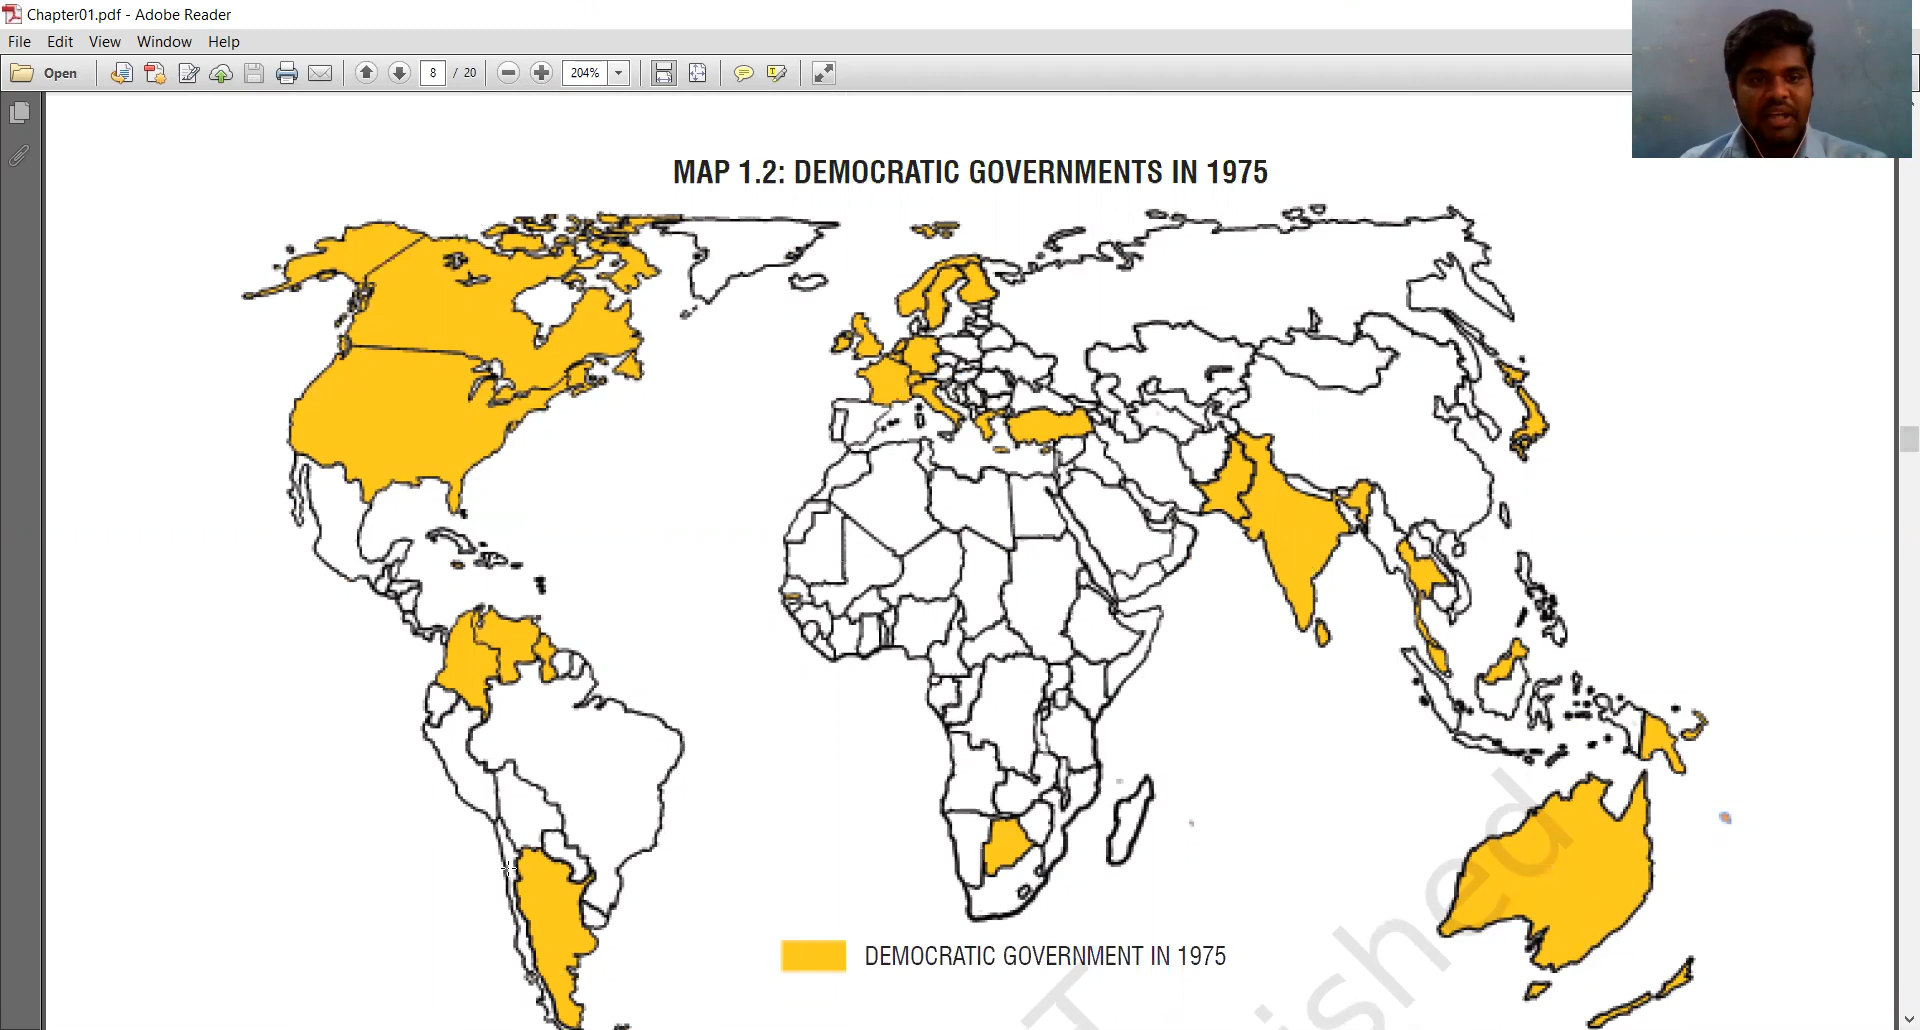 Chapter01.pdf - Adobe Reader
File Edit View Window Help
Open 8 / 20 204%
MAP 1.2: DEMOCRATIC GOVERNMENTS IN 1975
DEMOCRATIC GOVERNMENT IN 1975
ished